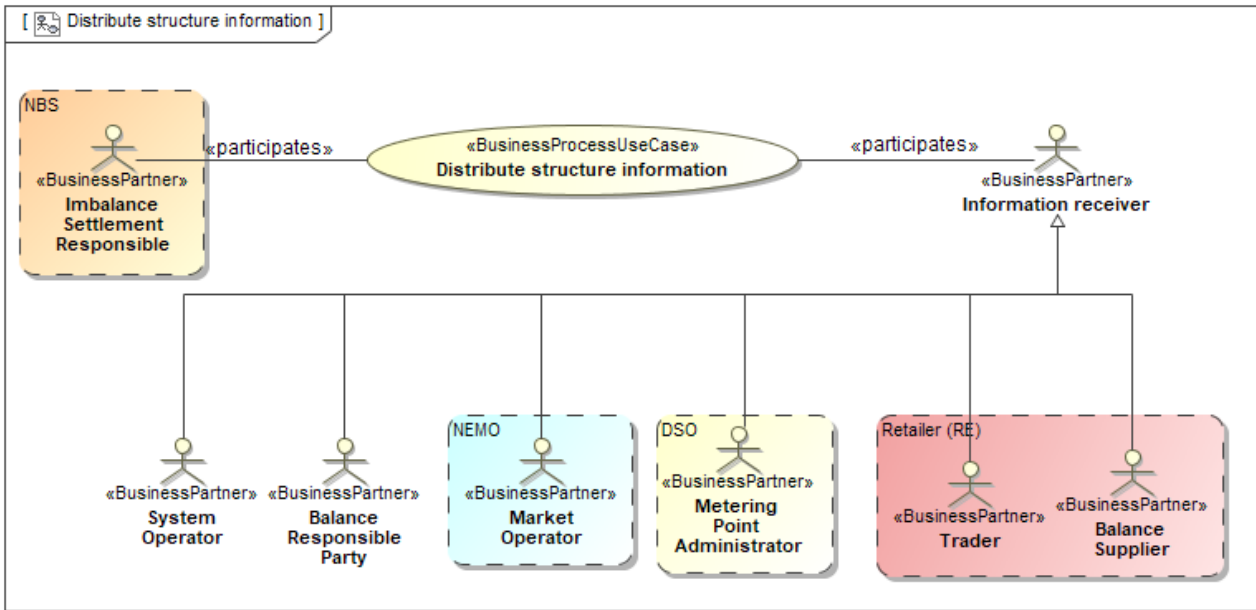 [ Distribute structure information ]
NBS
«BusinessPartner»
Imbalance
Settlement
Responsible
«participates»
«BusinessProcessUseCase»
Distribute structure information
«participates»
«BusinessPartner»
Information receiver
«BusinessPartner»
System
Operator
«BusinessPartner»
Balance
Responsible
Party
NEMO
«BusinessPartner»
Market
Operator
DSO
«BusinessPartner»
Metering
Point
Administrator
Retailer (RE)
«BusinessPartner»
Trader
«BusinessPartner»
Balance
Supplier